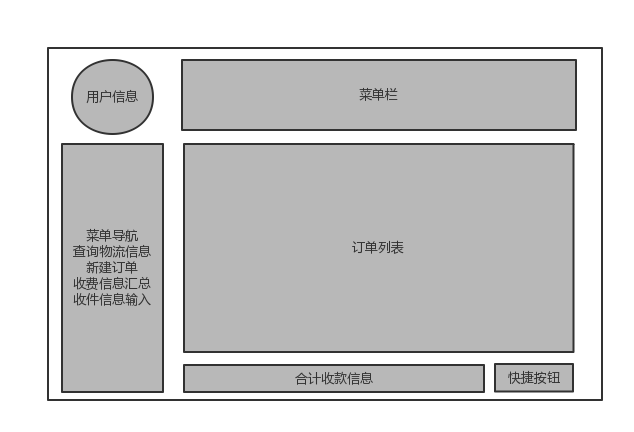 用户信息
菜单栏
菜单导航
查询物流信息
新建订单
收费信息汇总
收件信息输入
订单列表
合计收款信息
快捷按钮